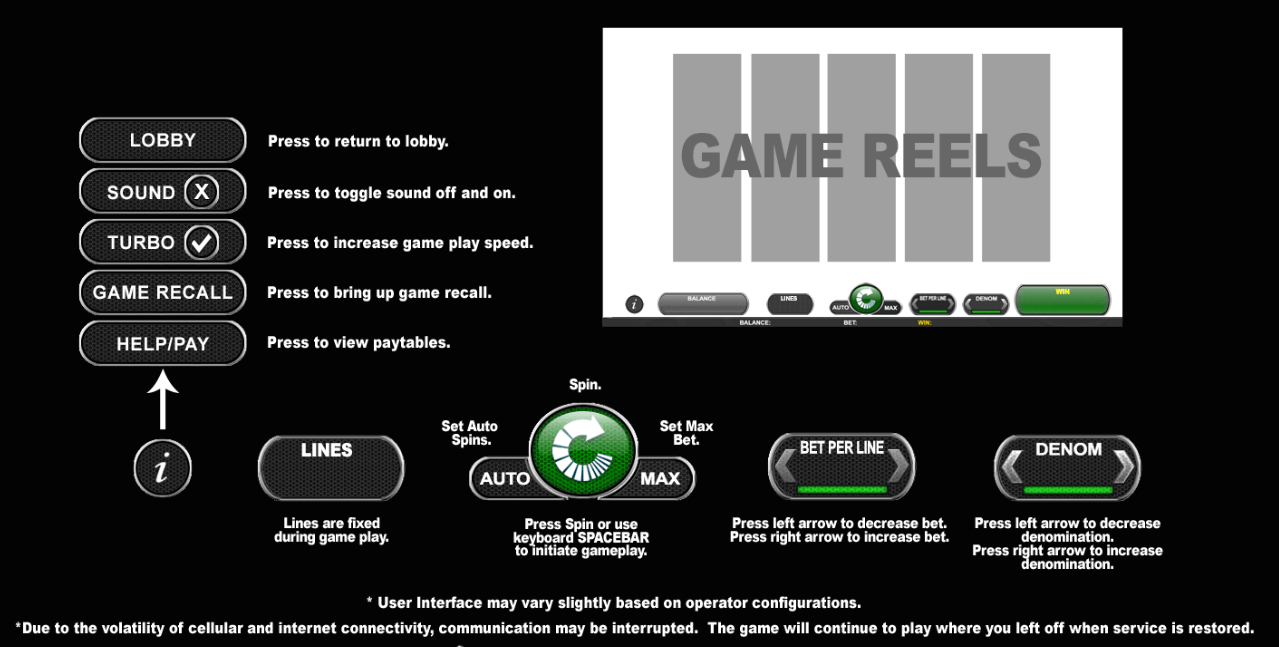 LOBBY Press to return to lobby.
SOUND X Press to toggle sound off and on.
TURBO Press to increase game play speed.
GAME RECALL Press to bring up game recall.
HELP/PAY Press to view paytables.
GAME REELS
i BALANCE LINES AUTO MAX BET PER LINE DENOM WIN
BALANCE: BET: WIN:
i
LINES
Lines are fixed
during game play.
Spin.
Set Auto
Spins.
Set Max
Bet.
AUTO MAX
Press Spin or use
keyboard SPACEBAR
to initiate gameplay.
BET PER LINE
Press left arrow to decrease bet.
Press right arrow to increase bet.
DENOM
Press left arrow to decrease
denomination.
Press right arrow to increase
denomination.
* User Interface may vary slightly based on operator configurations.
*Due to the volatility of cellular and internet connectivity, communication may be interrupted. The game will continue to play where you left off when service is restored.